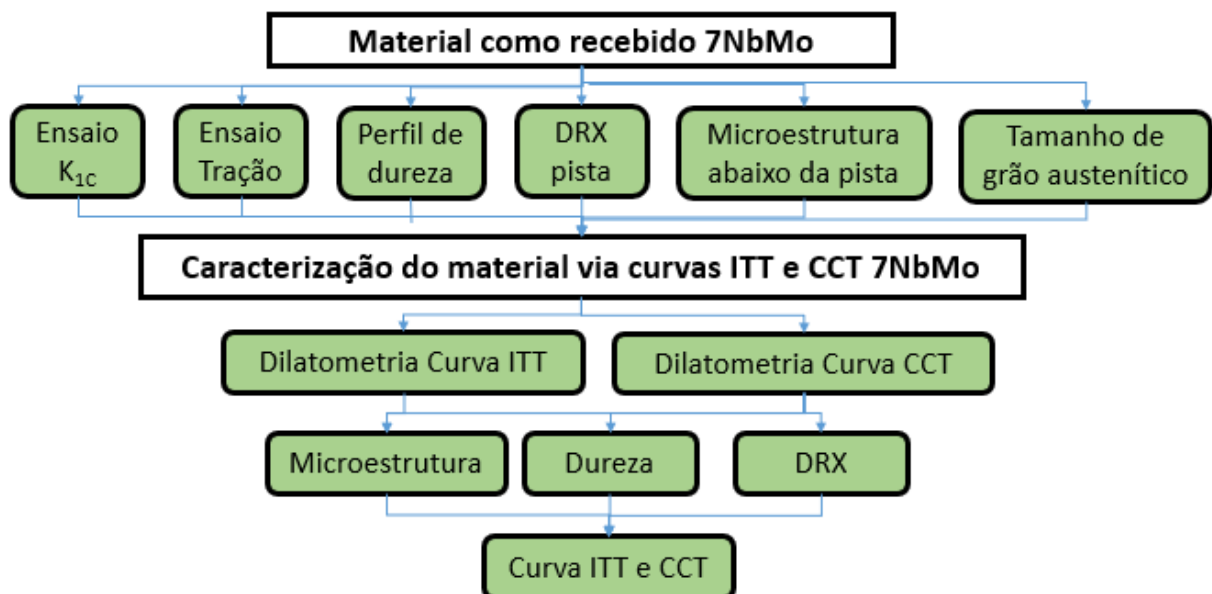 Material como recebido 7NbMo
Ensaio
K1C
Ensaio
Tração
Perfil de
dureza
DRX
pista
Microestrutura
abaixo da pista
Tamanho de
grão austenítico
Caracterização do material via curvas ITT e CCT 7NbMo
Dilatometria Curva ITT
Dilatometria Curva CCT
Microestrutura
Dureza
DRX
Curva ITT e CCT